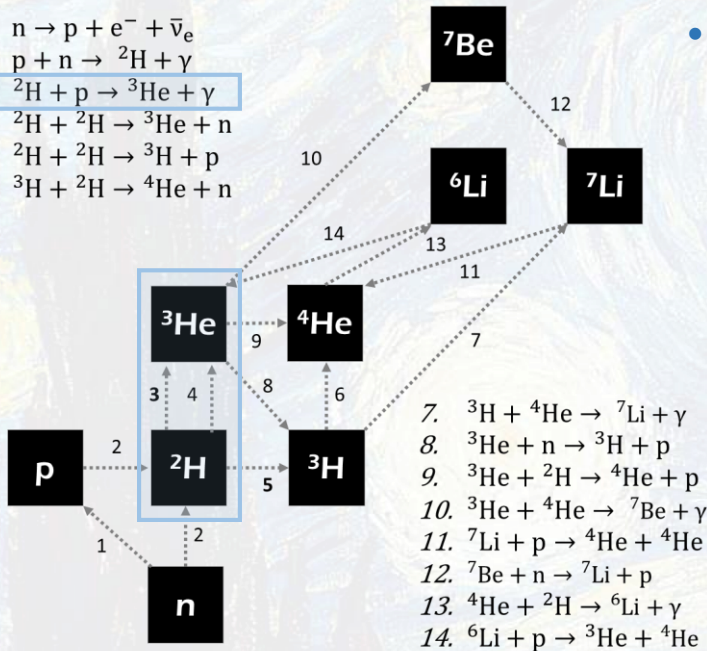 n → p + e⁻ + ν̄ₑ
p + n → ²H + γ
²H + p → ³He + γ
²H + ²H → ³He + n
²H + ²H → ³H + p
³H + ²H → ⁴He + n
⁷Be
12
10
⁶Li
⁷Li
14
13
11
³He
⁴He
9
7
3
4
8
6
p
2
²H
³H
5
1
2
n
7. ³H + ⁴He → ⁷Li + γ
8. ³He + n → ³H + p
9. ³He + ²H → ⁴He + p
10. ³He + ⁴He → ⁷Be + γ
11. ⁷Li + p → ⁴He + ⁴He
12. ⁷Be + n → ⁷Li + p
13. ⁴He + ²H → ⁶Li + γ
14. ⁶Li + p → ³He + ⁴He